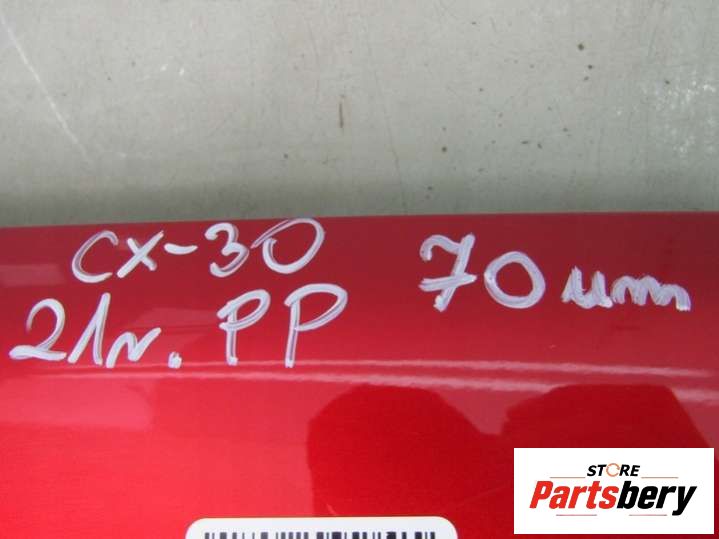 CX-30 70 um
21r. PP
STORE
Partsbery